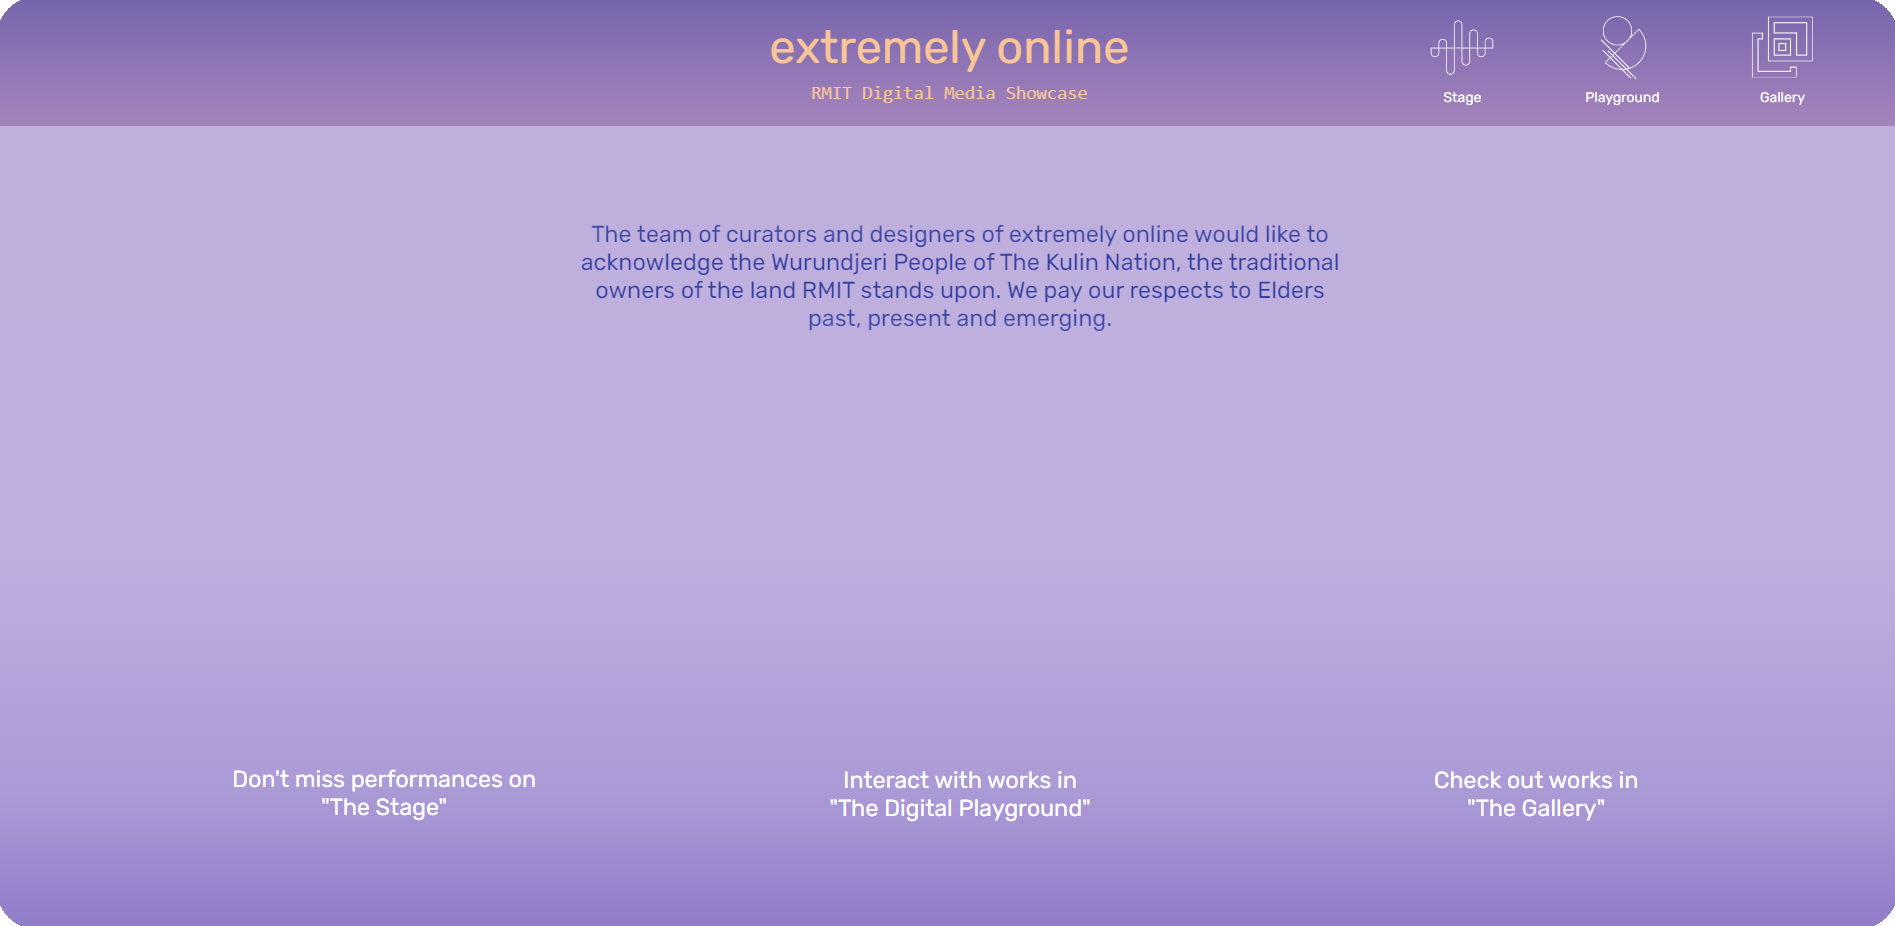 extremely online
RMIT Digital Media Showcase
Stage
Playground
Gallery
The team of curators and designers of extremely online would like to
acknowledge the Wurundjeri People of The Kulin Nation, the traditional
owners of the land RMIT stands upon. We pay our respects to Elders
past, present and emerging.
Don't miss performances on
"The Stage"
Interact with works in
"The Digital Playground"
Check out works in
"The Gallery"